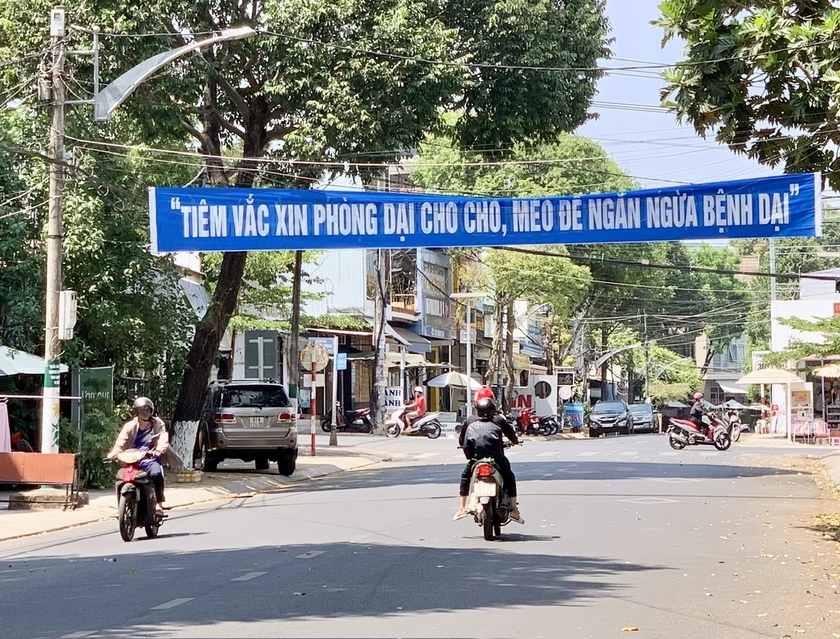 “TIÊM VẮC XIN PHÒNG DẠI CHO CHÓ, MÈO ĐỂ NGĂN NGỪA BỆNH DẠI”